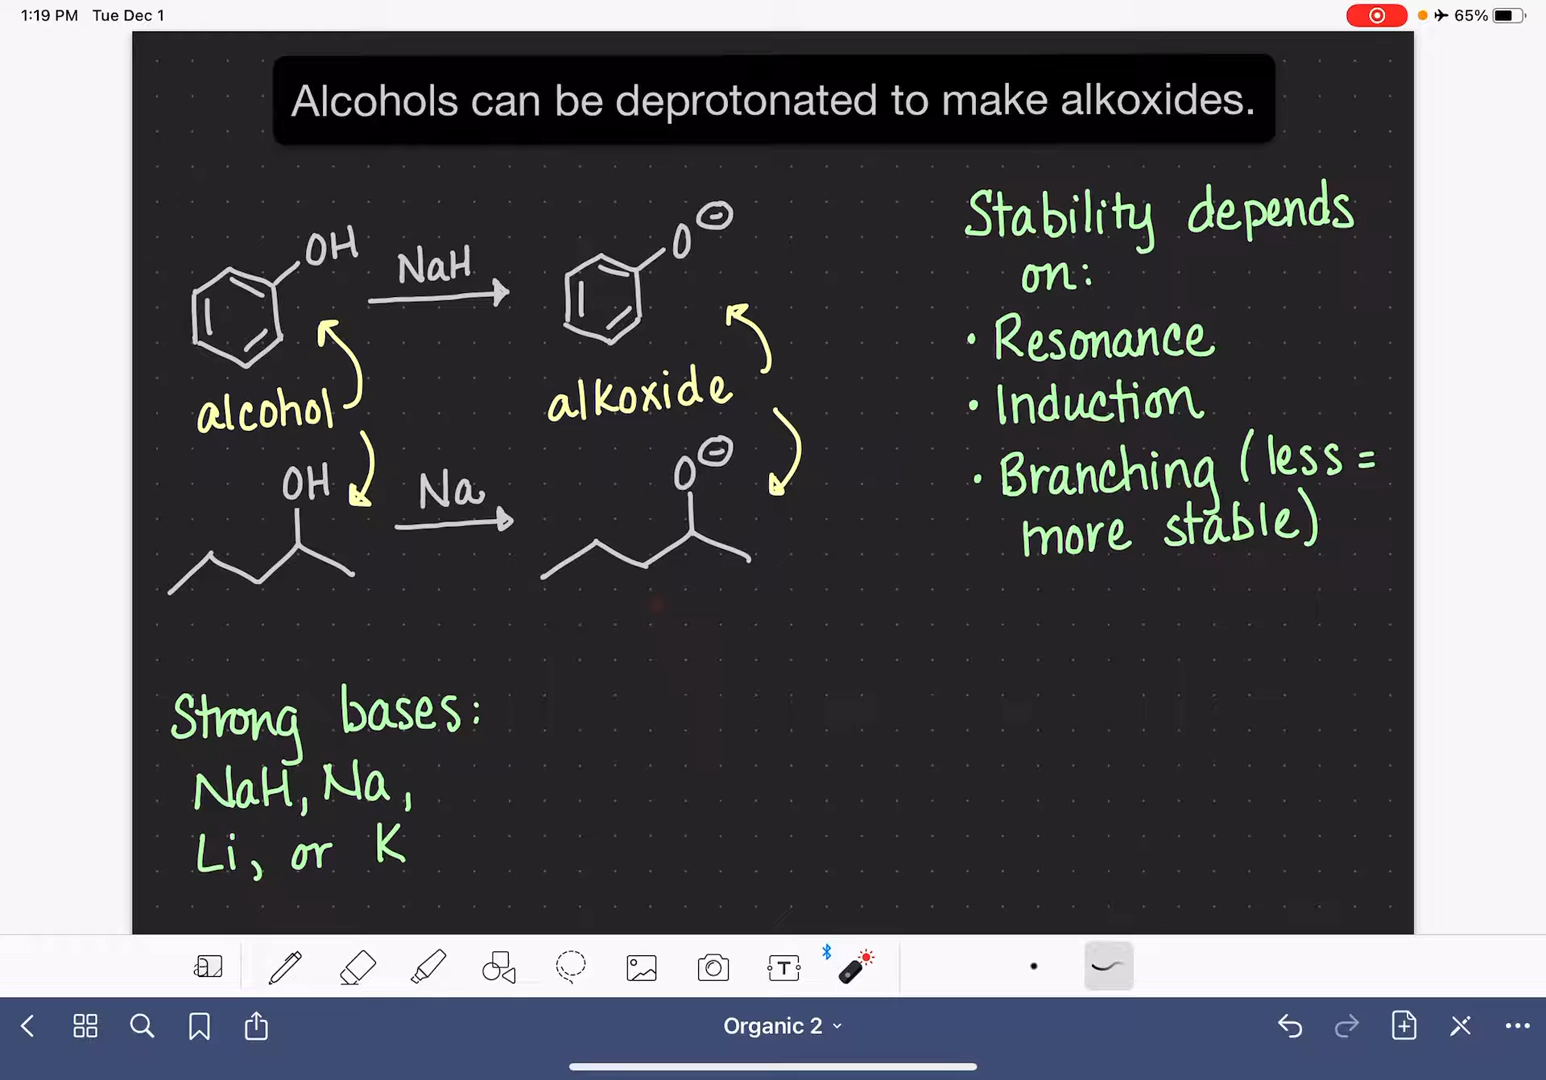 1:19 PM Tue Dec 1
65%
Alcohols can be deprotonated to make alkoxides.
OH
NaH
O⊖
alcohol
alkoxide
OH
Na
O⊖
Stability depends
on:
• Resonance
• Induction
• Branching (less =
more stable)
Strong bases:
NaH, Na,
Li, or K
T
Organic 2